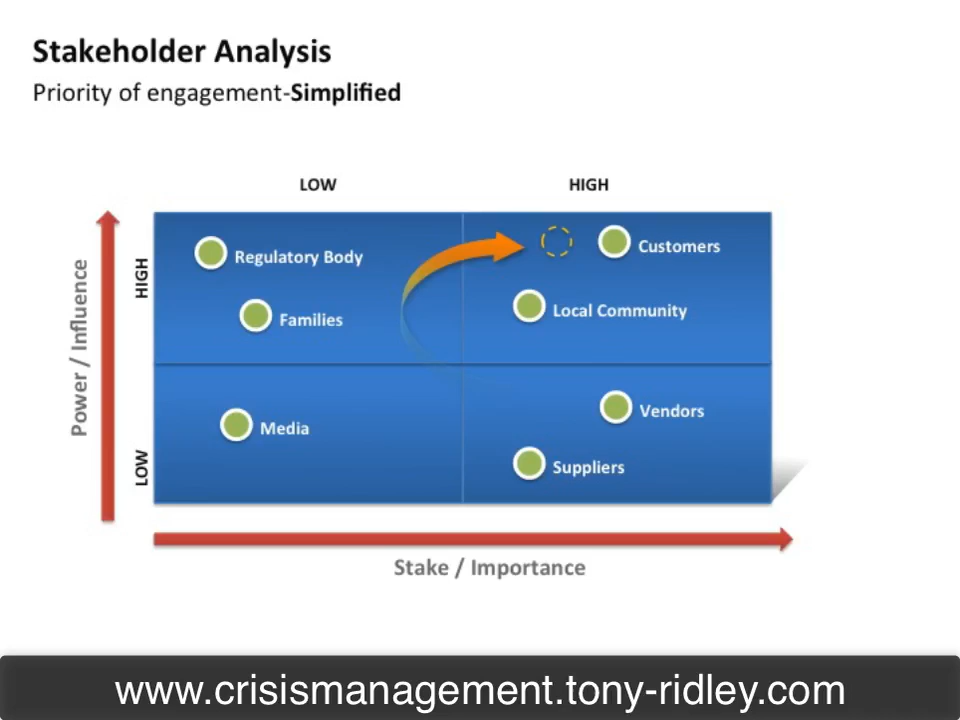 Stakeholder Analysis
Priority of engagement-Simplified
LOW
HIGH
Power / Influence
HIGH
LOW
Regulatory Body
Customers
Families
Local Community
Media
Vendors
Suppliers
Stake / Importance
www.crisismanagement.tony-ridley.com